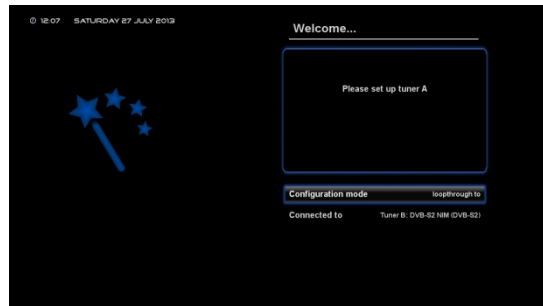 12:07 SATURDAY 27 JULY 2013
Welcome...
Please set up tuner A
Configuration mode loopthrough to
Connected to Tuner B: DVB-S2 NIM (DVB-S2)